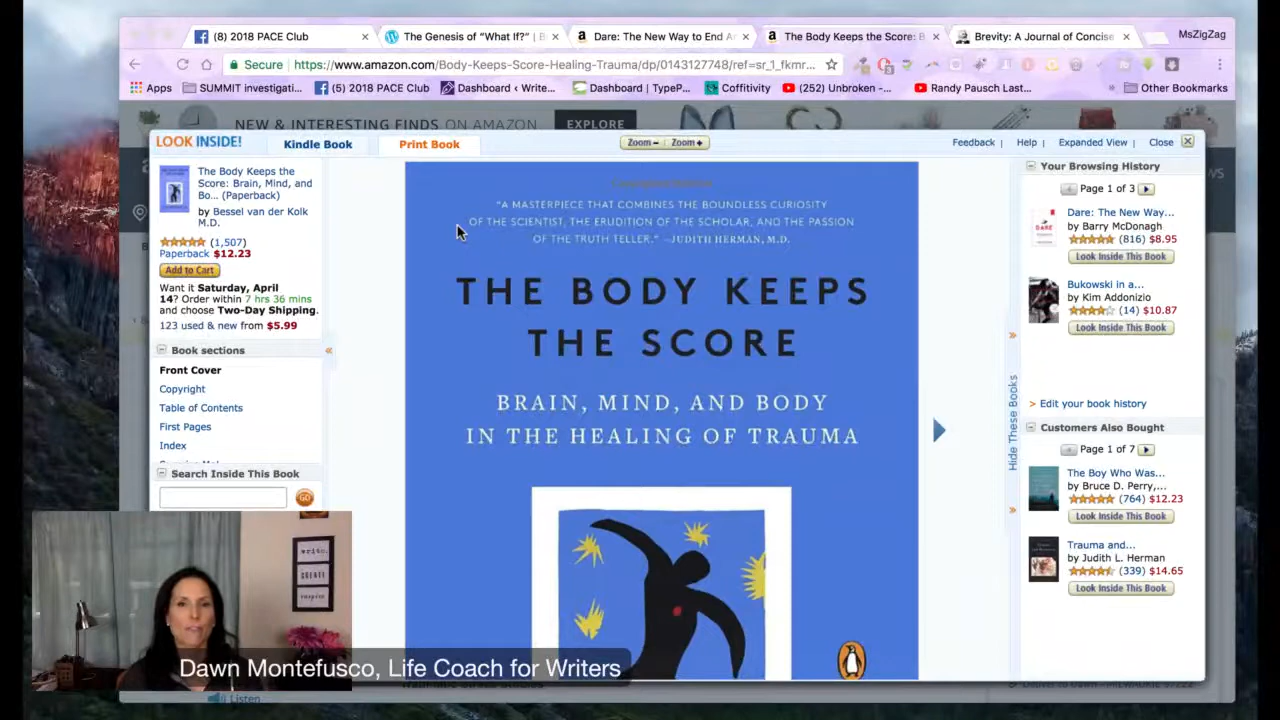 (8) 2018 PACE Club
The Genesis of "What If?" | B
Dare: The New Way to End A
The Body Keeps the Score: B
Brevity: A Journal of Concise
MsZigZag
Secure | https://www.amazon.com/Body-Keeps-Score-Healing-Trauma/dp/0143127748/ref=sr_1_fkmr...
Apps
SUMMIT investigati...
(5) 2018 PACE Club
Dashboard ‹ Write...
Dashboard | TypeP...
Coffitivity
(252) Unbroken -...
Randy Pausch Last...
»
Other Bookmarks
NEW & INTERESTING FINDS ON AMAZON
EXPLORE
LOOK INSIDE!
Kindle Book
Print Book
Zoom –
Zoom +
Feedback |
Help |
Expanded View |
Close
The Body Keeps the
Score: Brain, Mind, and
Bo... (Paperback)
by Bessel van der Kolk
M.D.
(1,507)
Paperback $12.23
Add to Cart
Want it Saturday, April
14? Order within 7 hrs 36 mins
and choose Two-Day Shipping.
123 used & new from $5.99
Book sections
Front Cover
Copyright
Table of Contents
First Pages
Index
Search Inside This Book
GO
"A MASTERPIECE THAT COMBINES THE BOUNDLESS CURIOSITY
OF THE SCIENTIST, THE ERUDITION OF THE SCHOLAR, AND THE PASSION
OF THE TRUTH TELLER." —JUDITH HERMAN, M.D.
THE BODY KEEPS
THE SCORE
BRAIN, MIND, AND BODY
IN THE HEALING OF TRAUMA
Hide These Books
Your Browsing History
Page 1 of 3
Dare: The New Way...
by Barry McDonagh
(816) $8.95
Look Inside This Book
Bukowski in a...
by Kim Addonizio
(14) $10.87
Look Inside This Book
> Edit your book history
Customers Also Bought
Page 1 of 7
The Boy Who Was...
by Bruce D. Perry,...
(764) $12.23
Look Inside This Book
Trauma and...
by Judith L. Herman
(339) $14.65
Look Inside This Book
write.
CREATE
inspire
Dawn Montefusco, Life Coach for Writers
Listen